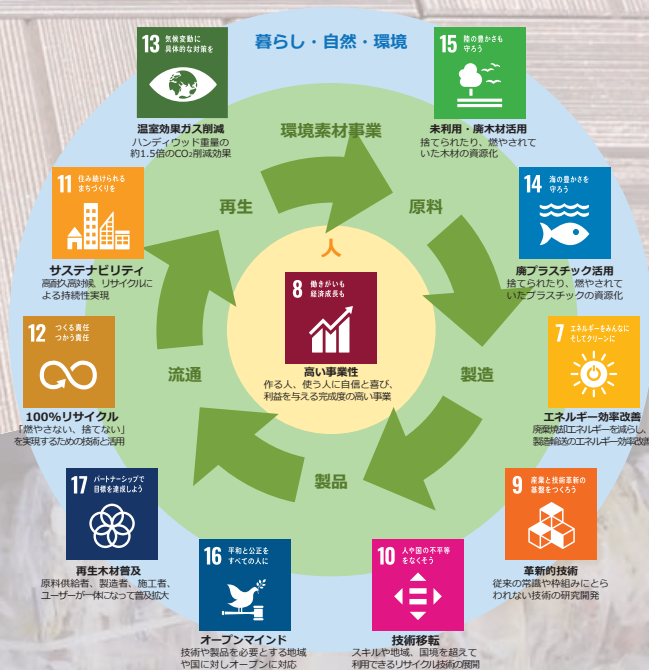 暮らし・自然・環境
13 気候変動に
具体的な対策を
温室効果ガス削減
ハンディウッド重量の
約1.5倍のCO₂削減効果
15 陸の豊かさも
守ろう
未利用・廃木材活用
捨てられたり、燃やされて
いた木材の資源化
環境素材事業
再生
原料
製造
製品
流通
11 住み続けられる
まちづくりを
サステナビリティ
高耐久高対候、リサイクルに
よる持続性実現
14 海の豊かさを
守ろう
廃プラスチック活用
捨てられたり、燃やされて
いたプラスチックの資源化
人
8 働きがいも
経済成長も
高い事業性
作る人、使う人に自信と喜び、
利益を与える完成度の高い事業
12 つくる責任
つかう責任
100%リサイクル
「燃やさない、捨てない」
を実現するための技術と活用
7 エネルギーをみんなに
そしてクリーンに
エネルギー効率改善
廃棄焼却エネルギーを減らし、
製造輸送のエネルギー効率改善
17 パートナーシップで
目標を達成しよう
再生木材普及
原料供給者、製造者、施工者、
ユーザーが一体になって普及拡大
9 産業と技術革新の
基盤をつくろう
革新的技術
従来の常識や枠組みにとら
われない技術の研究開発
16 平和と公正を
すべての人に
オープンマインド
技術や製品を必要とする地域
や国に対しオープンに対応
10 人や国の不平等
をなくそう
技術移転
スキルや地域、国境を超えて
利用できるリサイクル技術の展開